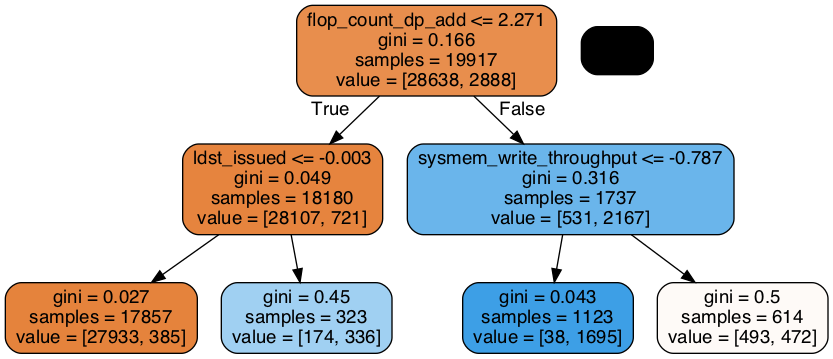 flop_count_dp_add <= 2.271
gini = 0.166
samples = 19917
value = [28638, 2888]
True
False
ldst_issued <= -0.003
gini = 0.049
samples = 18180
value = [28107, 721]
sysmem_write_throughput <= -0.787
gini = 0.316
samples = 1737
value = [531, 2167]
gini = 0.027
samples = 17857
value = [27933, 385]
gini = 0.45
samples = 323
value = [174, 336]
gini = 0.043
samples = 1123
value = [38, 1695]
gini = 0.5
samples = 614
value = [493, 472]